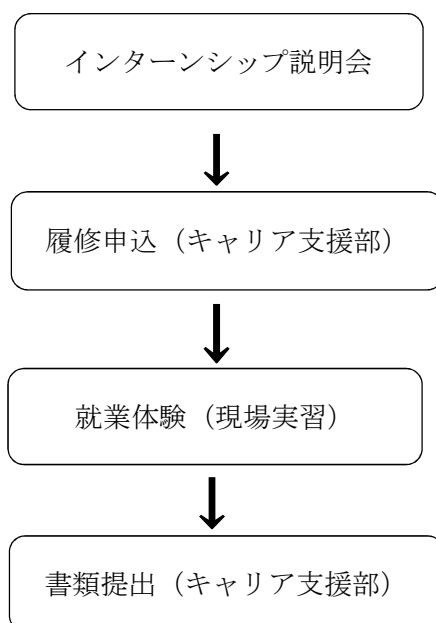 インターンシップ説明会
履修申込（キャリア支援部）
就業体験（現場実習）
書類提出（キャリア支援部）